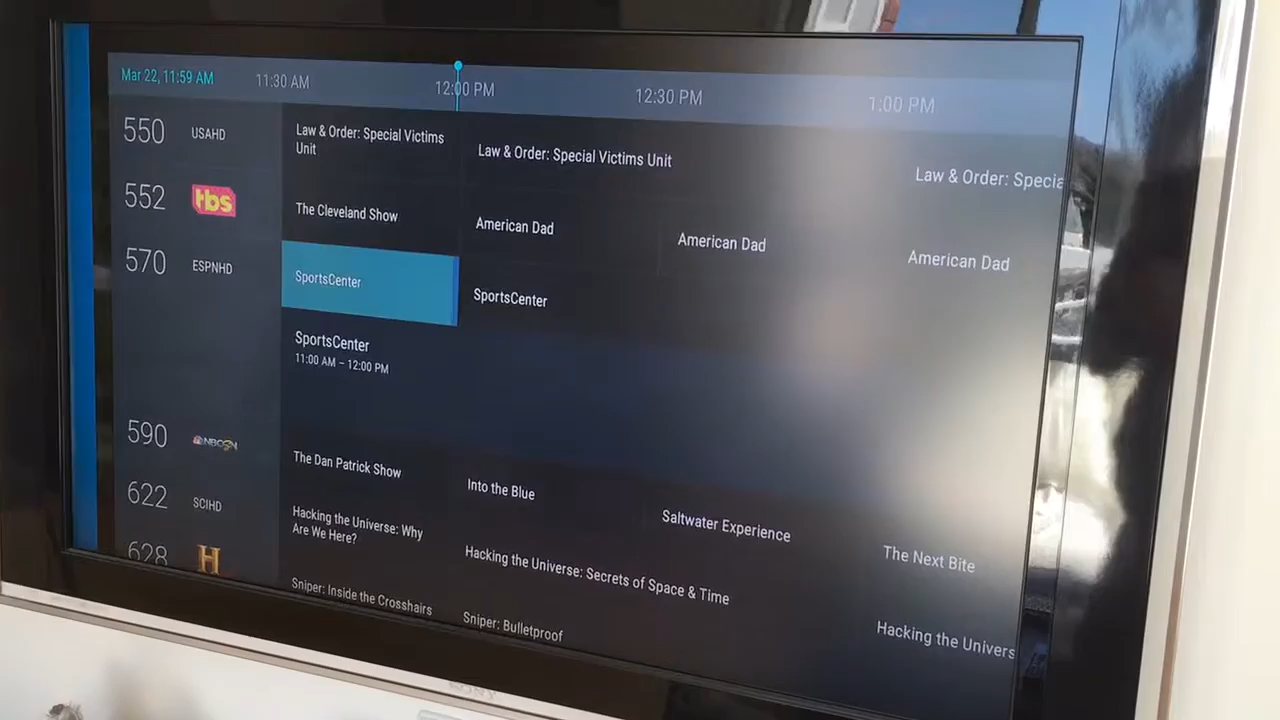 Mar 22, 11:59 AM 11:30 AM 12:00 PM 12:30 PM 1:00 PM
550 USAHD Law & Order: Special Victims Unit Law & Order: Special Victims Unit Law & Order: Specia
552 tbs The Cleveland Show American Dad American Dad American Dad
570 ESPNHD SportsCenter SportsCenter
SportsCenter
11:00 AM – 12:00 PM
590 NBCSN The Dan Patrick Show Into the Blue Saltwater Experience The Next Bite
622 SCIHD Hacking the Universe: Why Are We Here? Hacking the Universe: Secrets of Space & Time Hacking the Univers
628 H Sniper: Inside the Crosshairs Sniper: Bulletproof
SONY